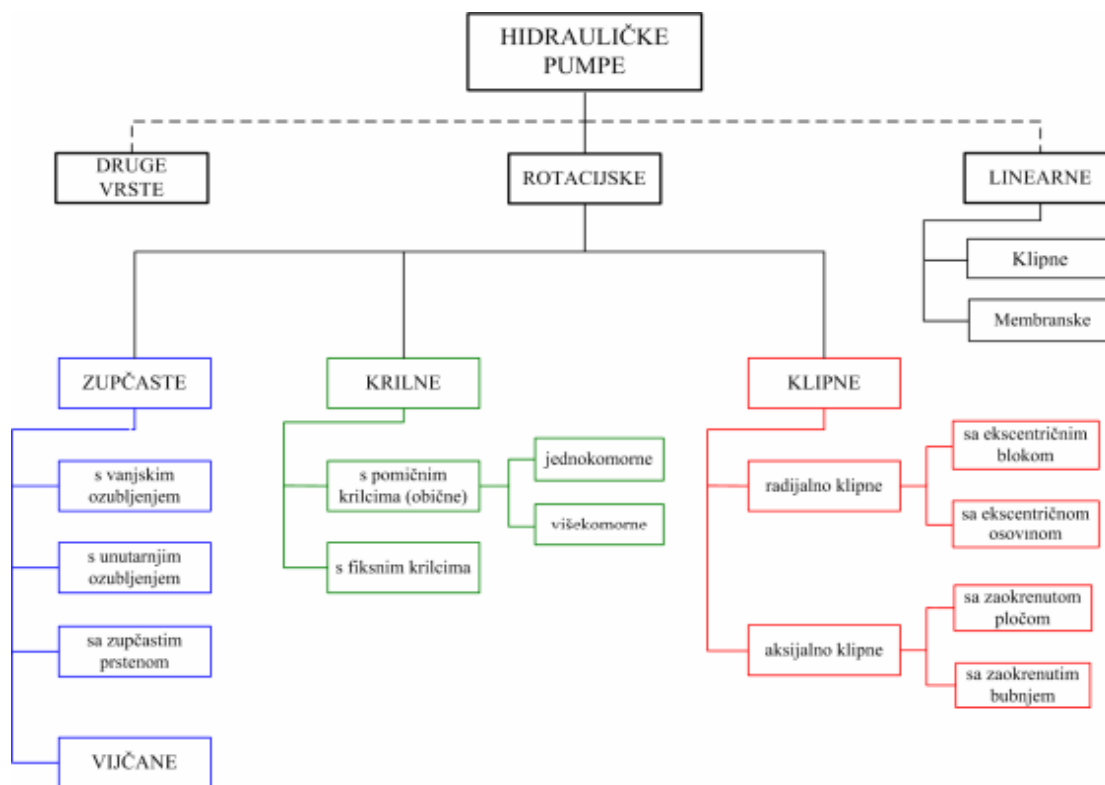 HIDRAULIČKE
PUMPE
DRUGE
VRSTE
ROTACIJSKE
LINEARNE
Klipne
Membranske
ZUPČASTE
s vanjskim
ozubljenjem
s unutarnjim
ozubljenjem
sa zupčastim
prstenom
VIJČANE
KRILNE
s pomičnim
krilcima (obične)
jednokomorne
višekomorne
s fiksnim krilcima
KLIPNE
radijalno klipne
sa ekscentričnim
blokom
sa ekscentričnom
osovinom
aksijalno klipne
sa zaokrenutom
pločom
sa zaokrenutim
bubnjem